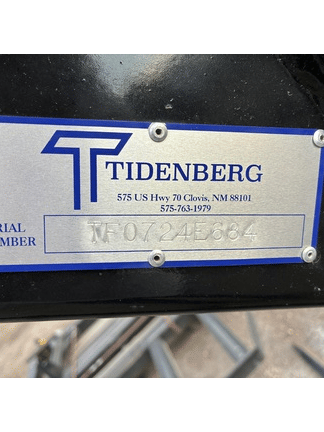 TIDENBERG
575 US Hwy 70 Clovis, NM 88101
575-763-1979
RIAL
MBER TF0724E664